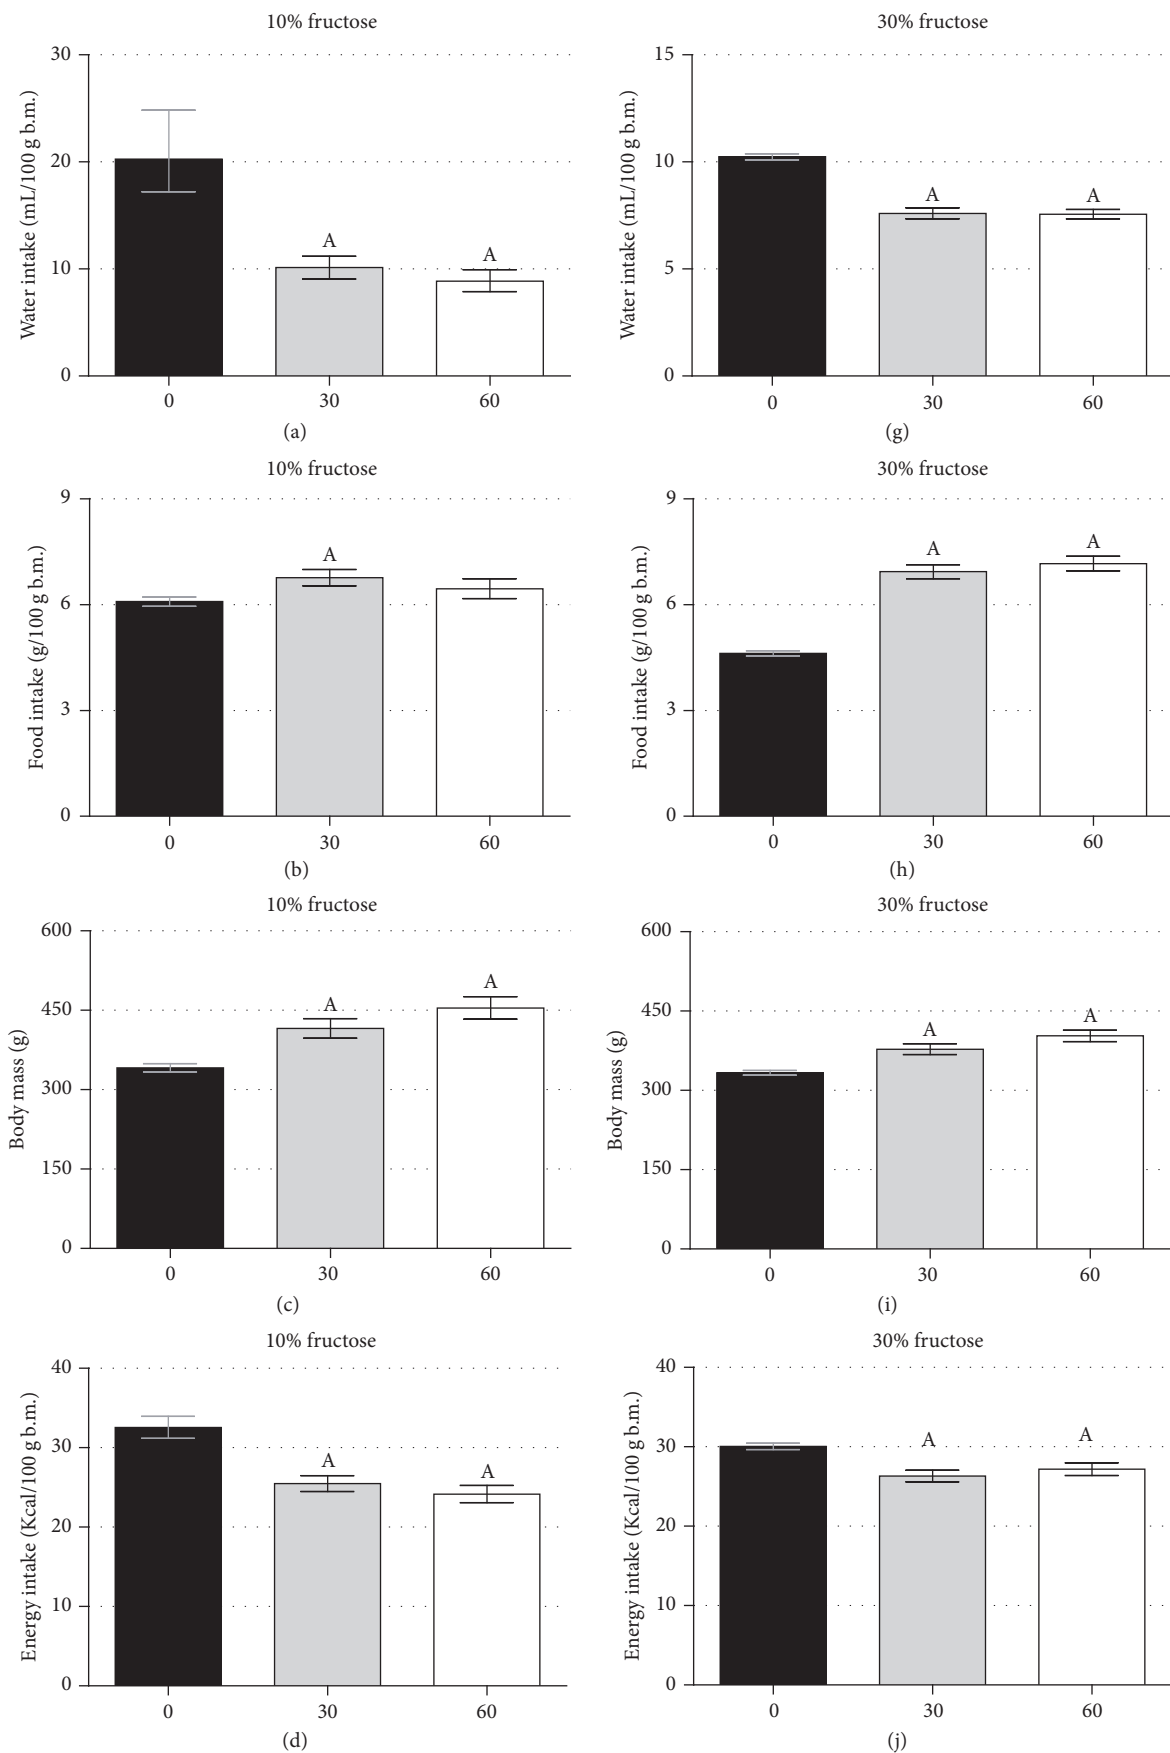 10% fructose
30
20
10
0
Water intake (mL/100 g b.m.)
A
A
0 30 60
(a)
30% fructose
15
10
5
0
Water intake (mL/100 g b.m.)
A
A
0 30 60
(g)
10% fructose
9
6
3
0
Food intake (g/100 g b.m.)
A
0 30 60
(b)
30% fructose
9
6
3
0
Food intake (g/100 g b.m.)
A
A
0 30 60
(h)
10% fructose
600
450
300
150
0
Body mass (g)
A
A
0 30 60
(c)
30% fructose
600
450
300
150
0
Body mass (g)
A
A
0 30 60
(i)
10% fructose
40
30
20
10
0
Energy intake (Kcal/100 g b.m.)
A
A
0 30 60
(d)
30% fructose
40
30
20
10
0
Energy intake (Kcal/100 g b.m.)
A
A
0 30 60
(j)